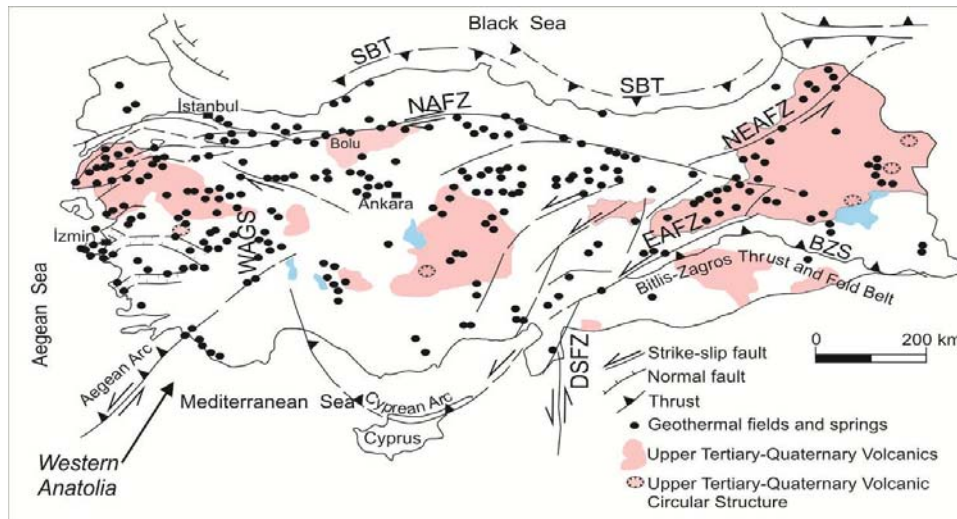 Black Sea
SBT
SBT
İstanbul
NAFZ
Bolu
NEAFZ
Ankara
İzmir
WAGS
EAFZ
BZS
Bitlis-Zagros Thrust and Fold Belt
Aegean Sea
Aegean Arc
DSFZ
Mediterranean Sea
Cyprean Arc
Cyprus
Western
Anatolia
0 200 km
Strike-slip fault
Normal fault
Thrust
Geothermal fields and springs
Upper Tertiary-Quaternary Volcanics
Upper Tertiary-Quaternary Volcanic
Circular Structure